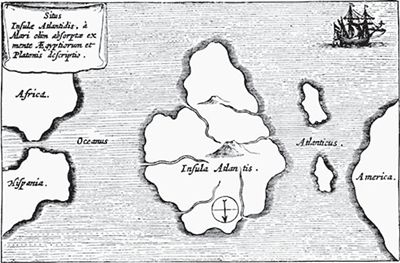 Situs
Insulæ Atlantidis, à
Mari olim absorptæ ex
mente Ægyptiorum et
Platonis descriptio.
Africa.
Oceanus
Atlanticus.
Hispania.
Insula Atlantis.
America.